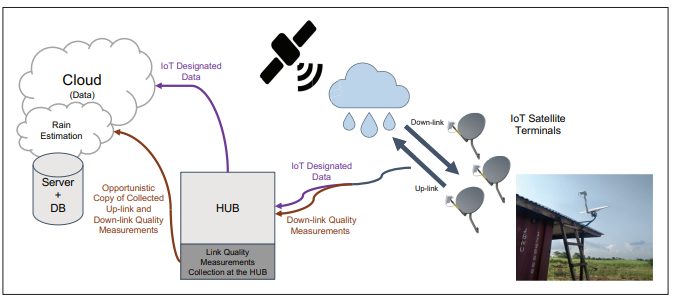 Cloud
(Data)
Rain
Estimation
Server
+
DB
IoT Designated
Data
Opportunistic
Copy of Collected
Up-link and
Down-link Quality
Measurements
HUB
Link Quality
Measurements
Collection at the HUB
IoT Designated
Data
Down-link Quality
Measurements
Down-link
Up-link
IoT Satellite
Terminals